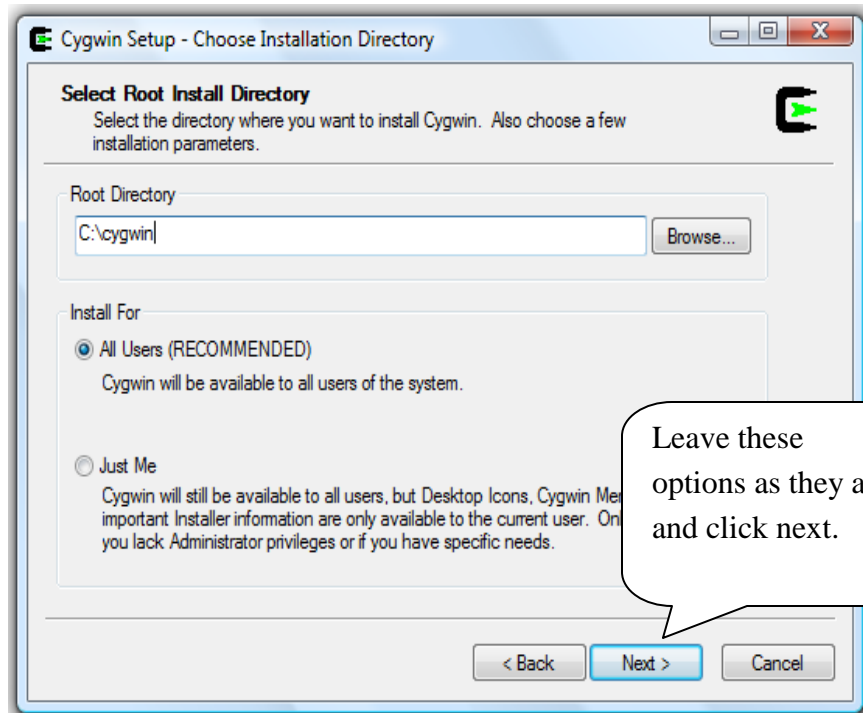 Cygwin Setup - Choose Installation Directory
Select Root Install Directory
Select the directory where you want to install Cygwin. Also choose a few
installation parameters.
Root Directory
C:\cygwin
Browse...
Install For
All Users (RECOMMENDED)
Cygwin will be available to all users of the system.
Just Me
Cygwin will still be available to all users, but Desktop Icons, Cygwin
important Installer information are only available to the current user.
you lack Administrator privileges or if you have specific needs.
Leave these
options as they
and click next.
< Back
Next >
Cancel